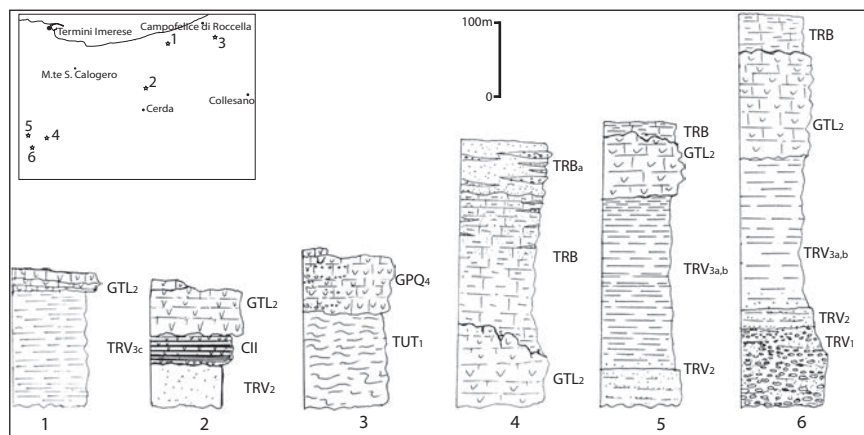 Termini Imerese
Campofelice di Roccella
1
3
M.te S. Calogero
2
Cerda
Collesano
5
4
6
100m
0
GTL2
TRV3c
1
GTL2
CII
TRV2
2
GPQ4
TUT1
3
TRBa
TRB
GTL2
4
TRB
GTL2
TRV3a,b
TRV2
5
TRB
GTL2
TRV3a,b
TRV2
TRV1
6